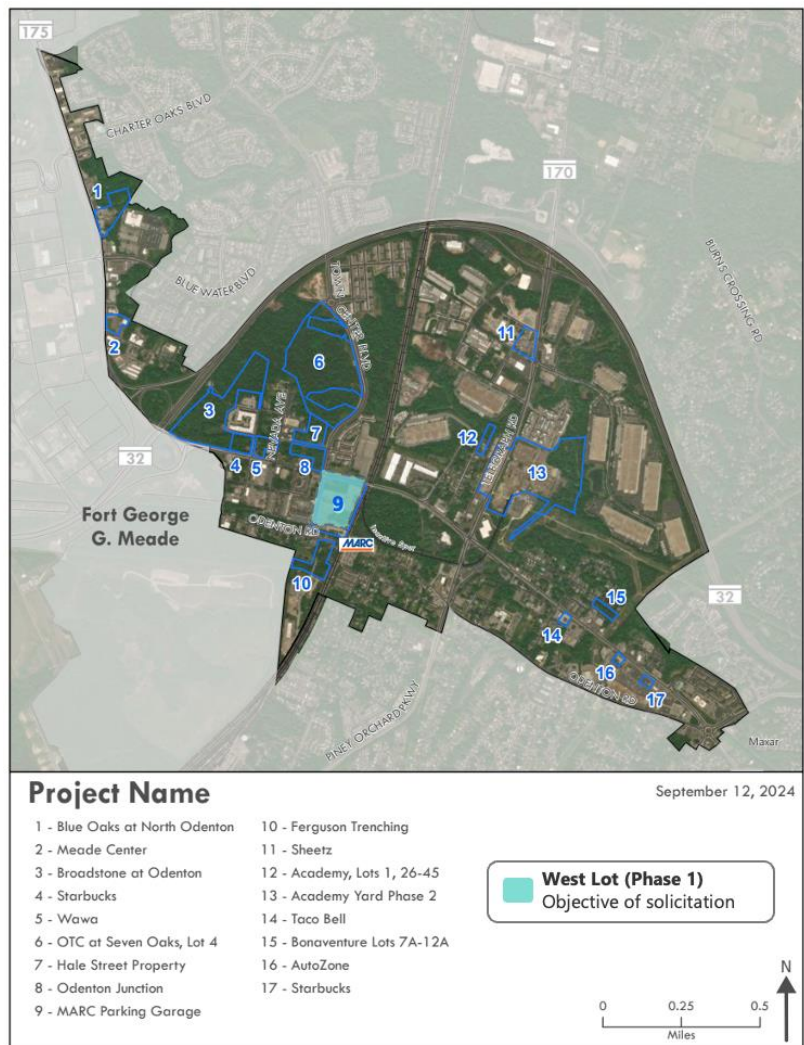 175
CHARTER OAKS BLVD
170
1
BURNS CROSSING RD
BLUE WATER BLVD
TOWN CENTER BLVD
2
11
6
3
NEVADA AVE
7
12
TELEGRAPH RD
13
32
4
5
8
9
Fort George
G. Meade
ODENTON RD
MARC
10
15
32
14
16
17
ODENTON RD
PINEY ORCHARD PKWY
Maxar
Project Name
September 12, 2024
1 - Blue Oaks at North Odenton
2 - Meade Center
3 - Broadstone at Odenton
4 - Starbucks
5 - Wawa
6 - OTC at Seven Oaks, Lot 4
7 - Hale Street Property
8 - Odenton Junction
9 - MARC Parking Garage
10 - Ferguson Trenching
11 - Sheetz
12 - Academy, Lots 1, 26-45
13 - Academy Yard Phase 2
14 - Taco Bell
15 - Bonaventure Lots 7A-12A
16 - AutoZone
17 - Starbucks
West Lot (Phase 1)
Objective of solicitation
N
0 0.25 0.5
Miles